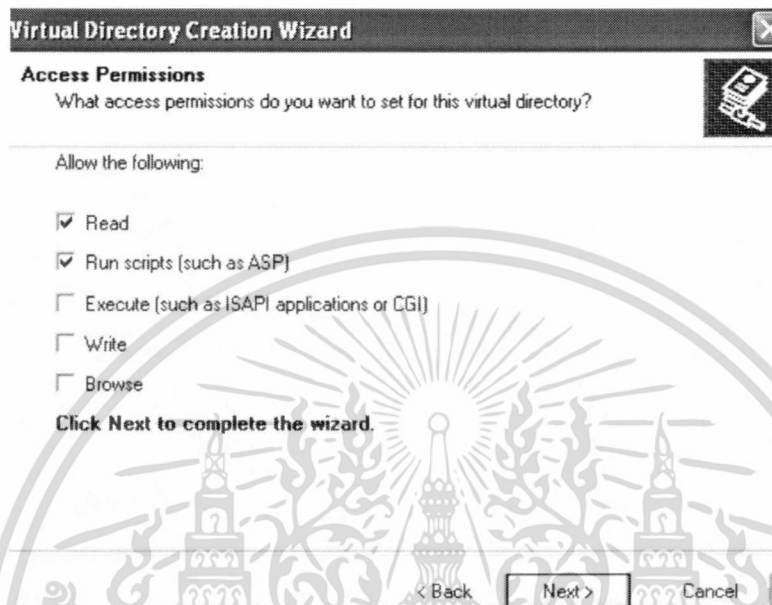 Virtual Directory Creation Wizard
Access Permissions
What access permissions do you want to set for this virtual directory?
Allow the following:
Read
Run scripts (such as ASP)
Execute (such as ISAPI applications or CGI)
Write
Browse
Click Next to complete the wizard.
< Back Next > Cancel